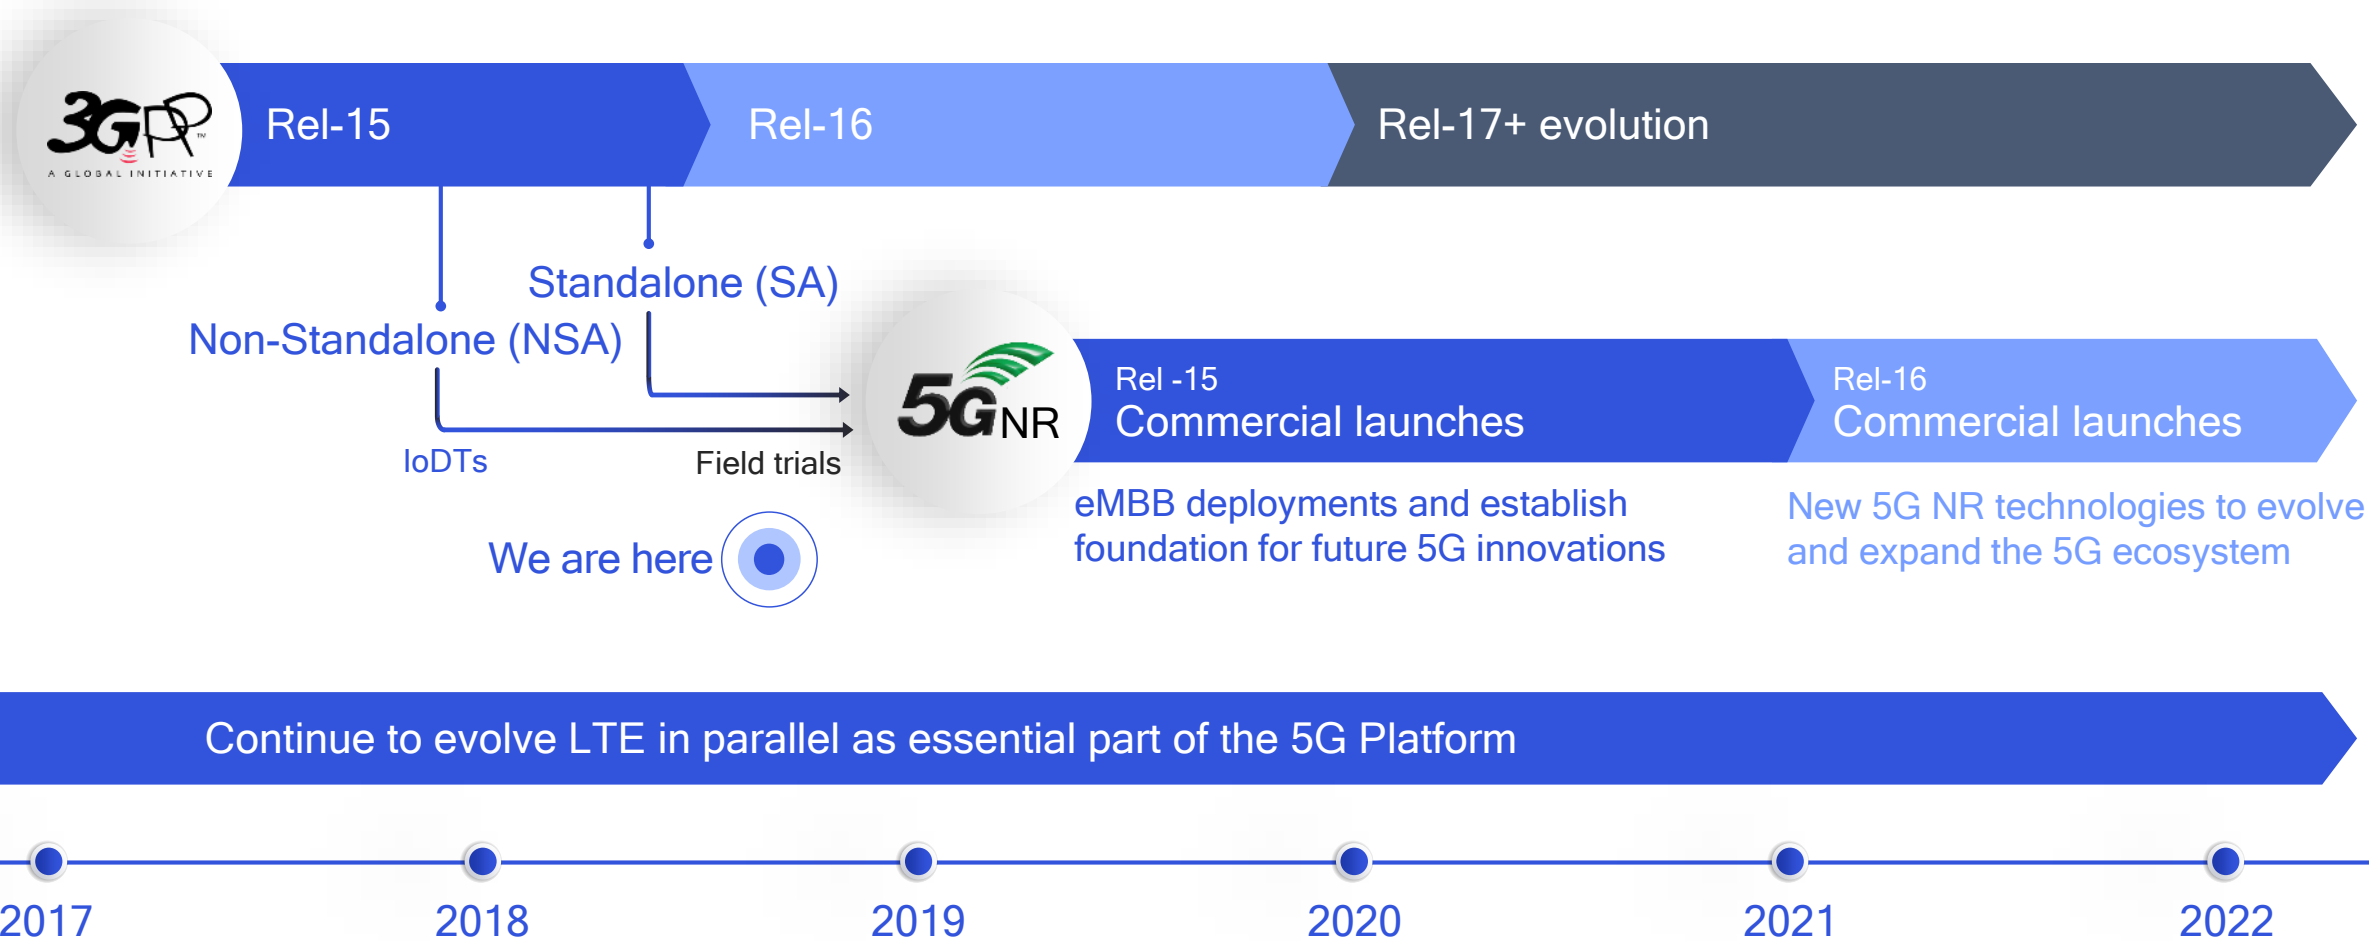 3GPP™
A GLOBAL INITIATIVE
Rel-15
Rel-16
Rel-17+ evolution
Standalone (SA)
Non-Standalone (NSA)
IoDTs
Field trials
We are here
5G NR
Rel -15
Commercial launches
eMBB deployments and establish
foundation for future 5G innovations
Rel-16
Commercial launches
New 5G NR technologies to evolve
and expand the 5G ecosystem
Continue to evolve LTE in parallel as essential part of the 5G Platform
2017
2018
2019
2020
2021
2022